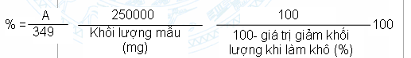 % = A 250000 100 100
349 Khối lượng mẫu 100- giá trị giảm khối
(mg) lượng khi làm khô (%)